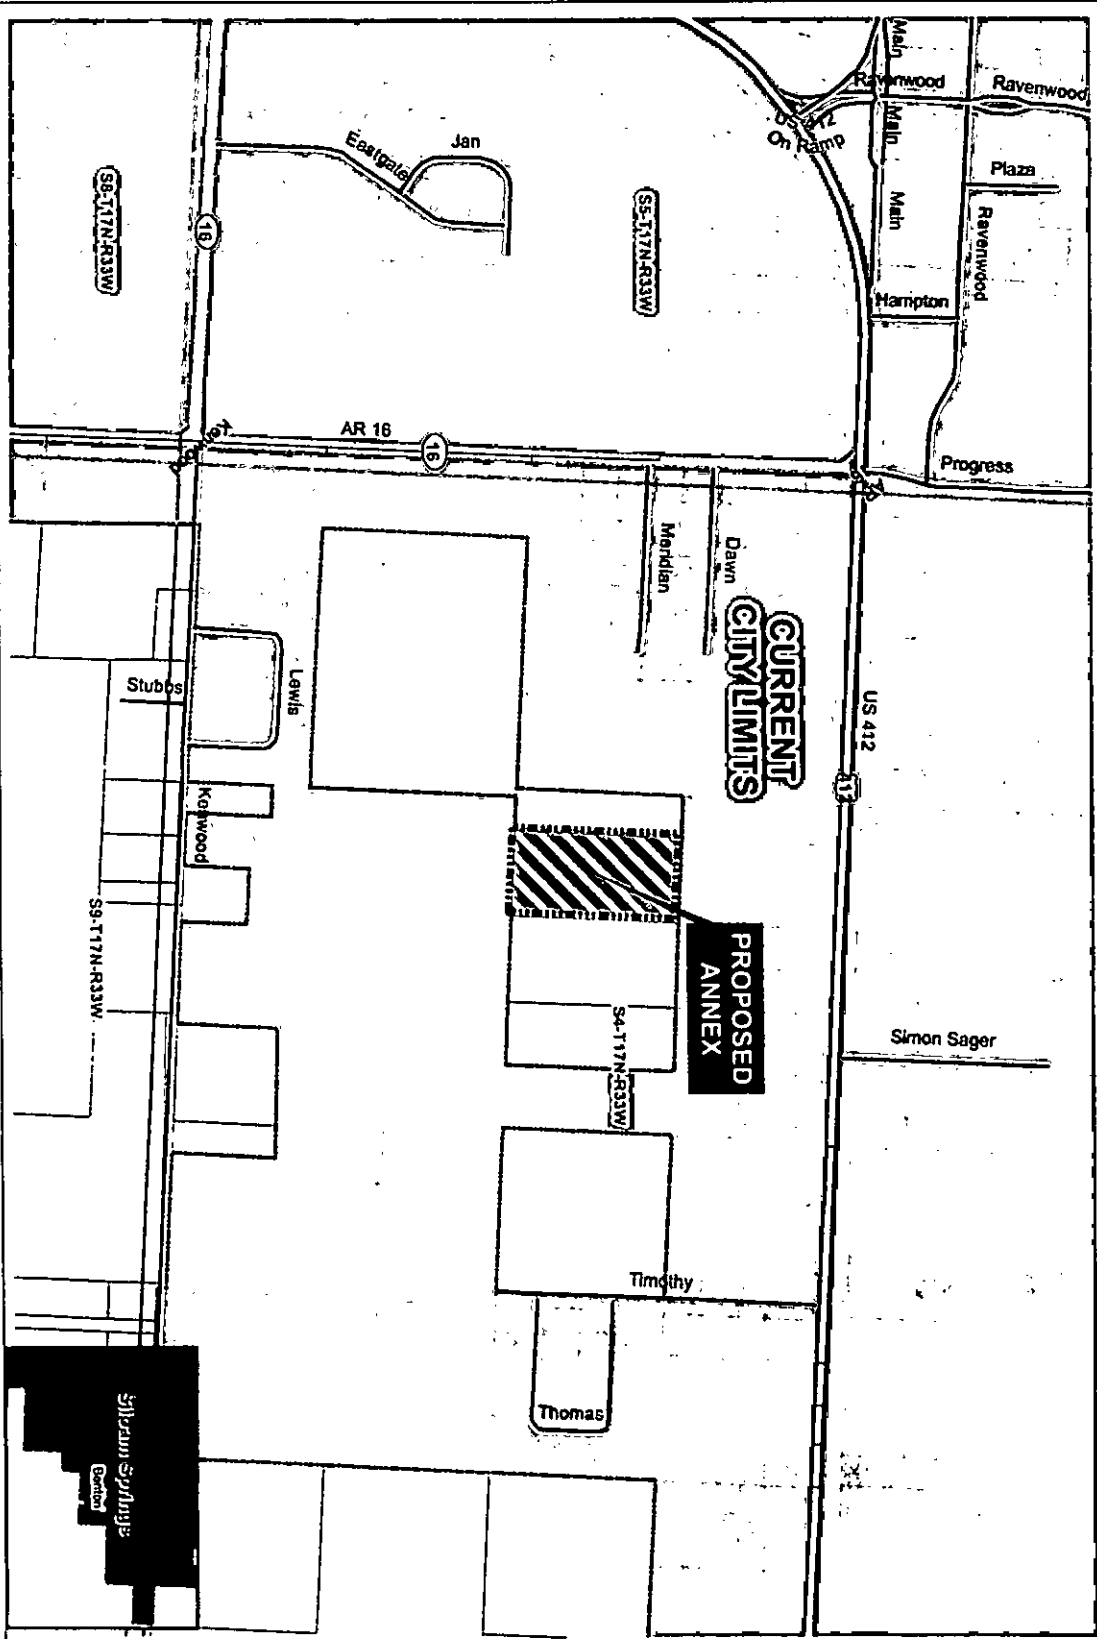 Main
Ravenwood
Ravenwood
Main
US 412
On Ramp
Plaza
Main
Ravenwood
Hampton
Jan
Eastgate
S5-T17N-R33W
S8-T17N-R33W
16
AR 16
16
Progress
Dawn
Meridian
CURRENT
CITY LIMITS
US 412
Lewis
Stubbs
PROPOSED
ANNEX
S4-T17N-R33W
S9-T17N-R33W
Simon Sager
Timothy
Thomas
Siloam Springs
Benton